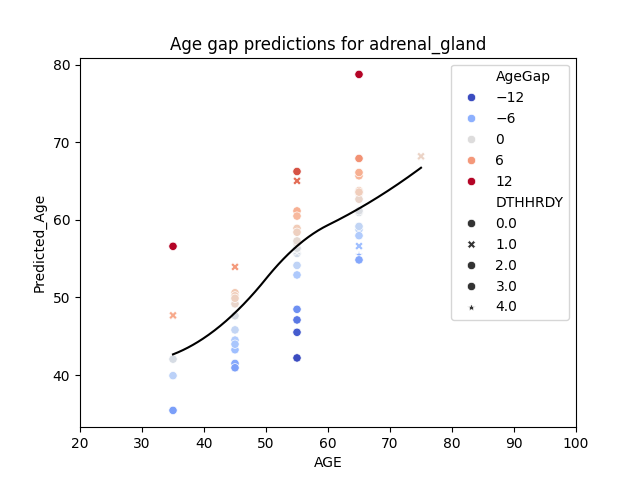 Age gap predictions for adrenal_gland
80
70
60
50
40
Predicted_Age
20 30 40 50 60 70 80 90 100
AGE
AgeGap
−12
−6
0
6
12
DTHHRDY
0.0
1.0
2.0
3.0
4.0